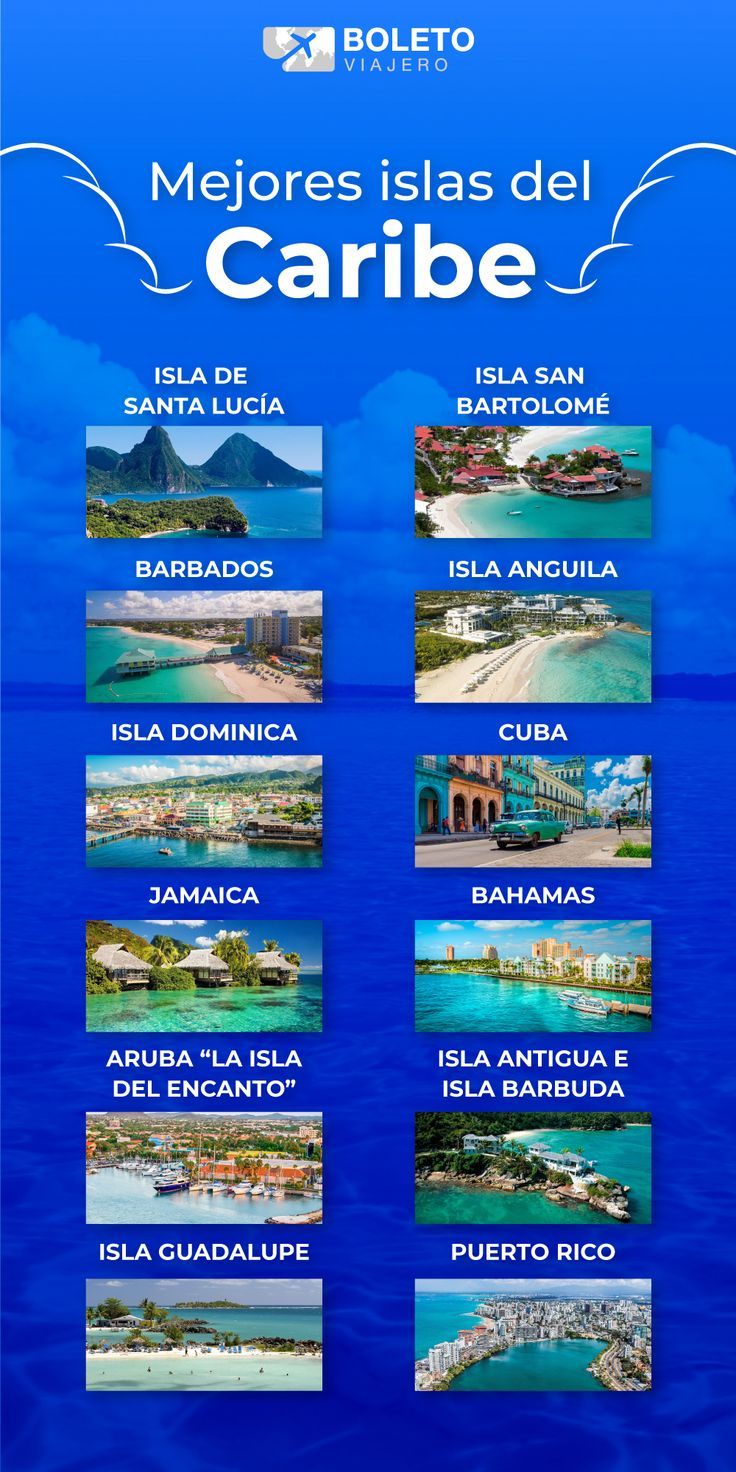 BOLETO
VIAJERO
Mejores islas del
Caribe
ISLA DE
SANTA LUCÍA
ISLA SAN
BARTOLOMÉ
BARBADOS
ISLA ANGUILA
ISLA DOMINICA
CUBA
JAMAICA
BAHAMAS
ARUBA “LA ISLA
DEL ENCANTO”
ISLA ANTIGUA E
ISLA BARBUDA
ISLA GUADALUPE
PUERTO RICO